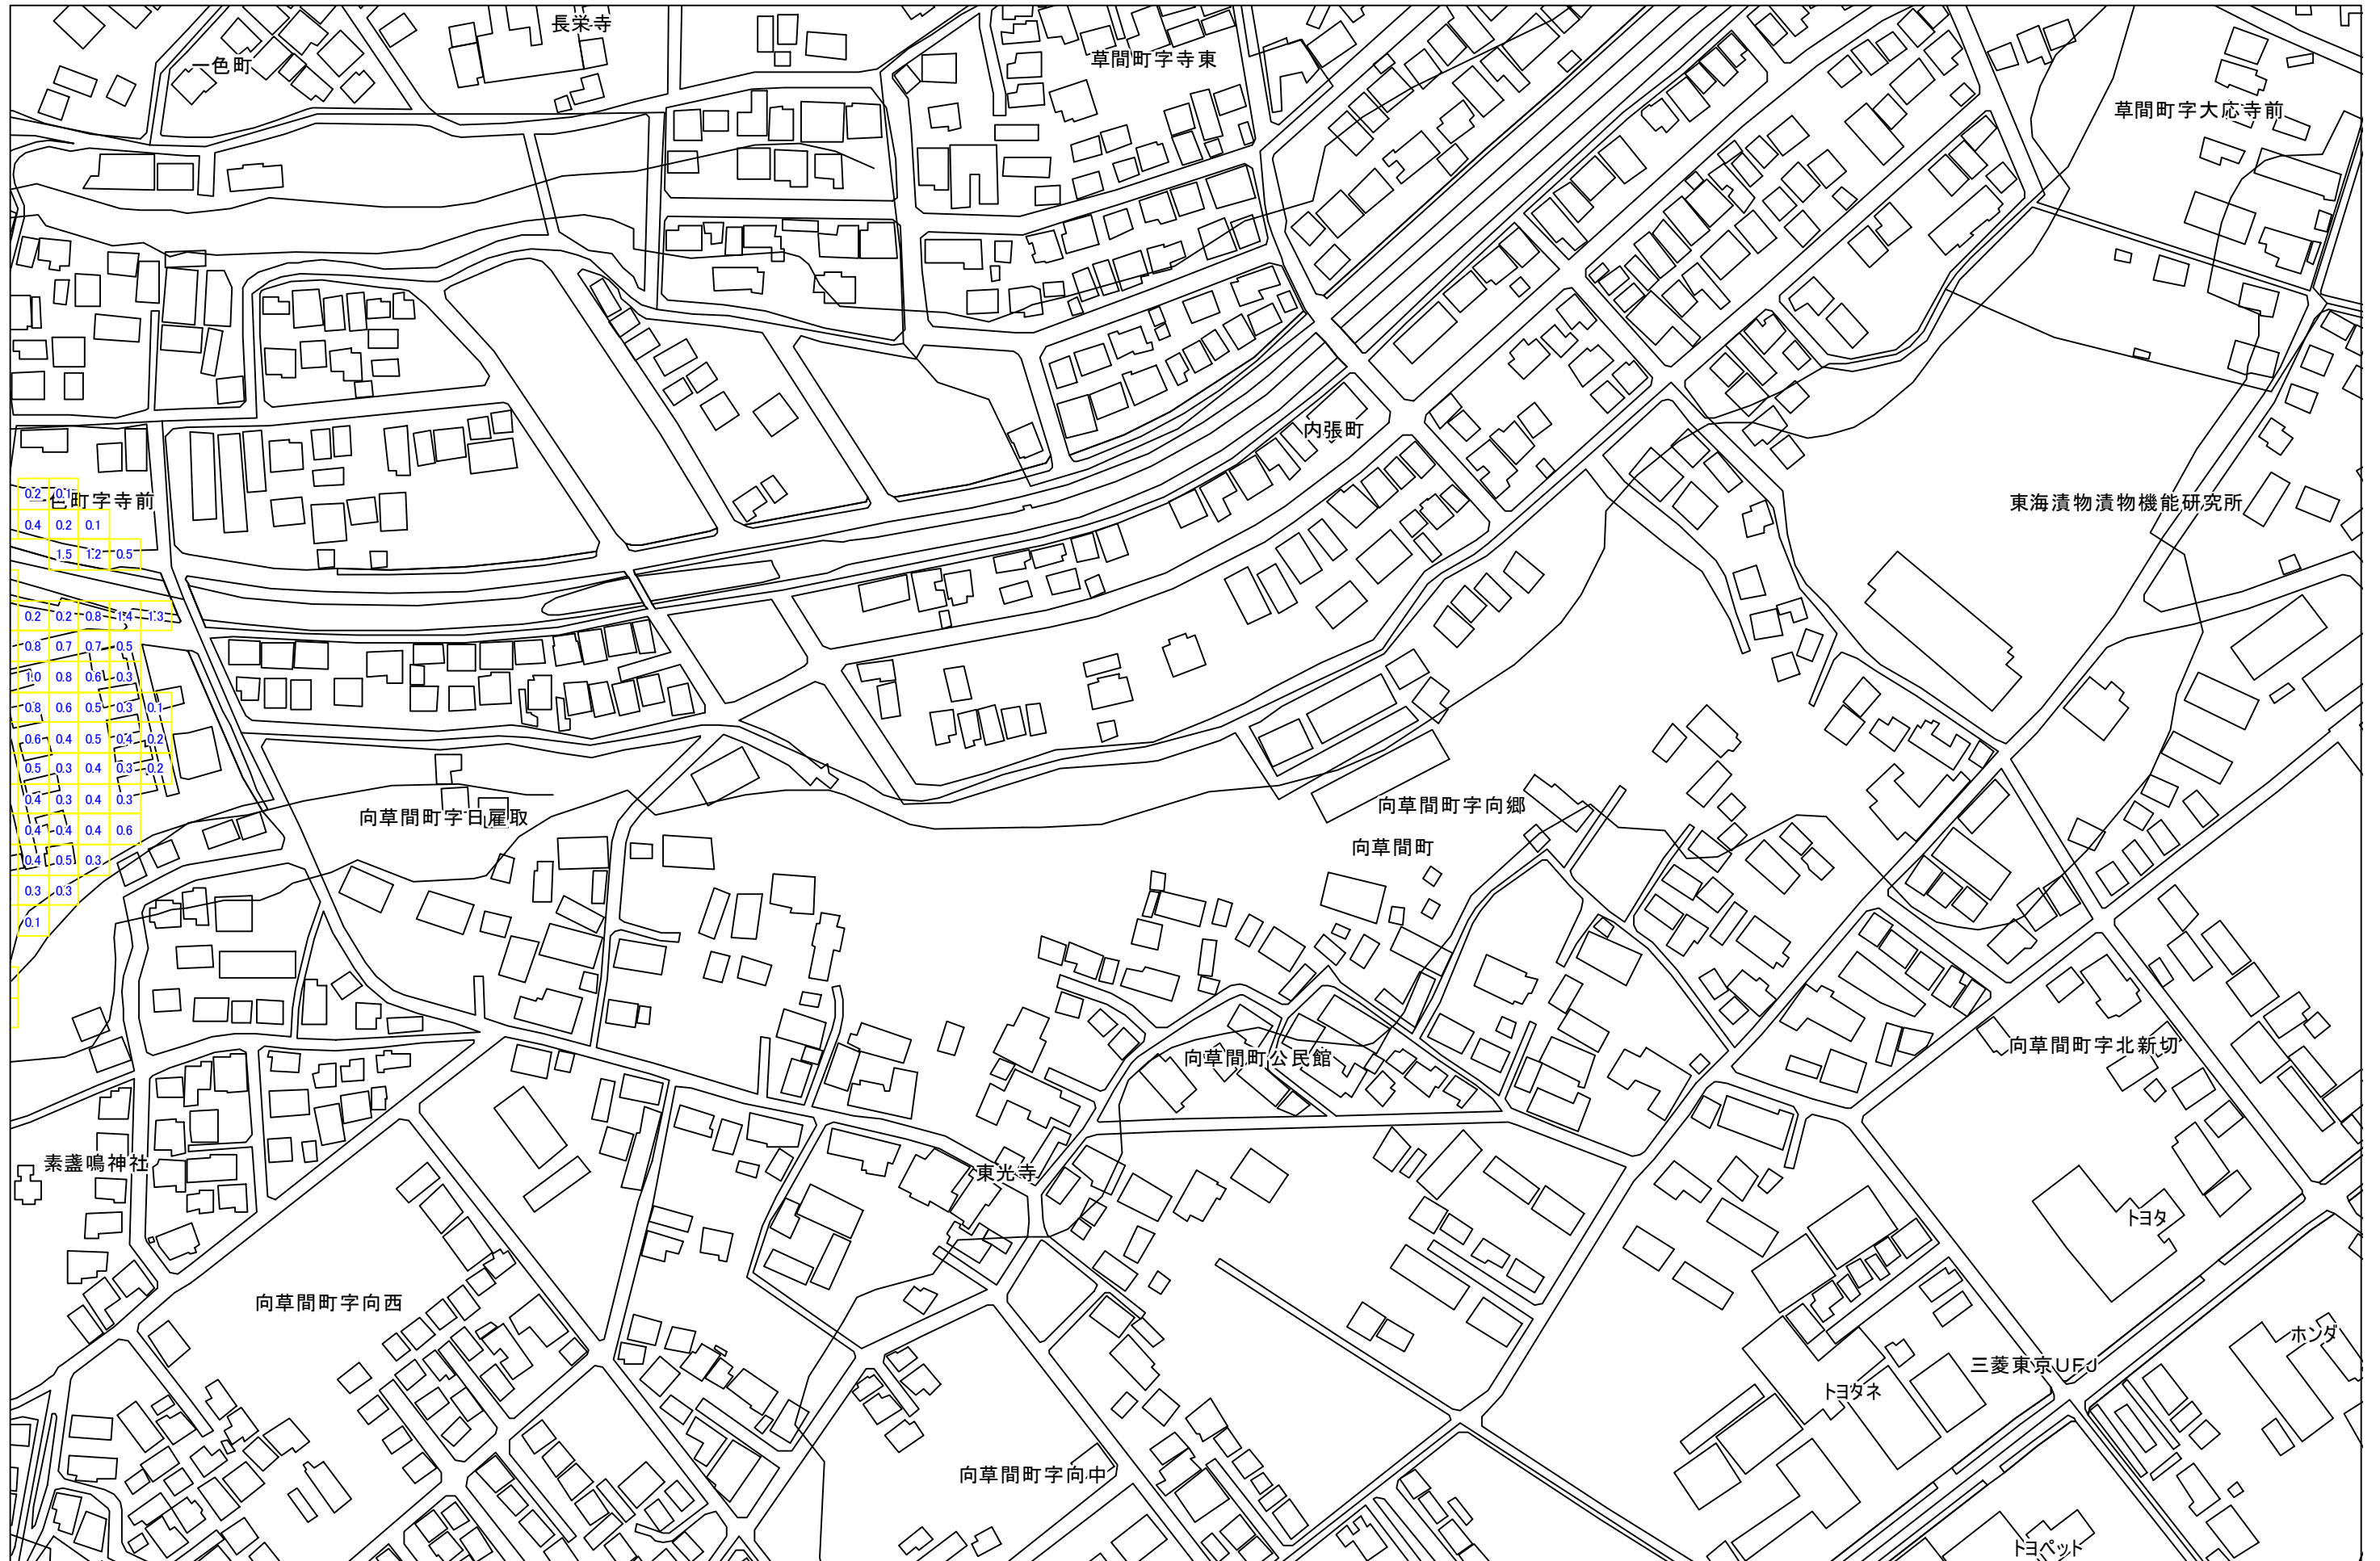 長栄寺
一色町
草間町字寺東
草間町字大応寺前
内張町
0.2 0.1
色町字寺前
東海漬物漬物機能研究所
0.4 0.2 0.1
1.5 1.2 0.5
0.2 0.2 0.8 1.4 1.3
0.8 0.7 0.7 0.5
1.0 0.8 0.6 0.3
0.8 0.6 0.5 0.3 0.1
0.6 0.4 0.5 0.4 0.2
0.5 0.3 0.4 0.3 0.2
0.4 0.3 0.4 0.3
向草間町字日雇取
向草間町字向郷
0.4 0.4 0.4 0.6
向草間町
0.4 0.5 0.3
0.3 0.3
0.1
向草間町公民館
向草間町字北新切
素盞鳴神社
東光寺
トヨタ
向草間町字向西
ホンダ
三菱東京UFJ
トヨタネ
向草間町字向中
トヨペット